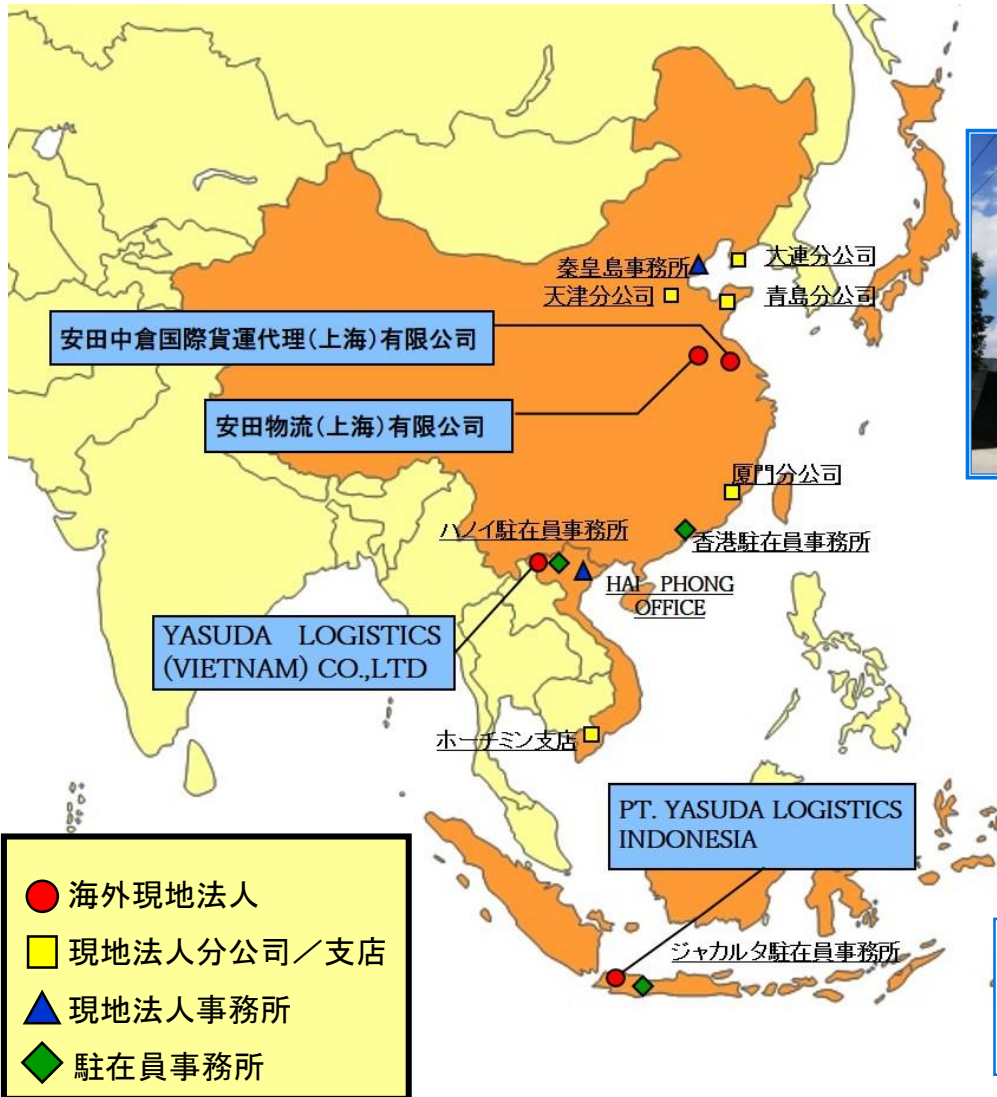 秦皇島事務所
大連分公司
天津分公司
青島分公司
安田中倉国際貨運代理(上海)有限公司
安田物流(上海)有限公司
厦門分公司
ハノイ駐在員事務所
香港駐在員事務所
HAI PHONG
OFFICE
YASUDA LOGISTICS
(VIETNAM) CO.,LTD
ホーチミン支店
PT. YASUDA LOGISTICS
INDONESIA
ジャカルタ駐在員事務所
海外現地法人
現地法人分公司／支店
現地法人事務所
駐在員事務所